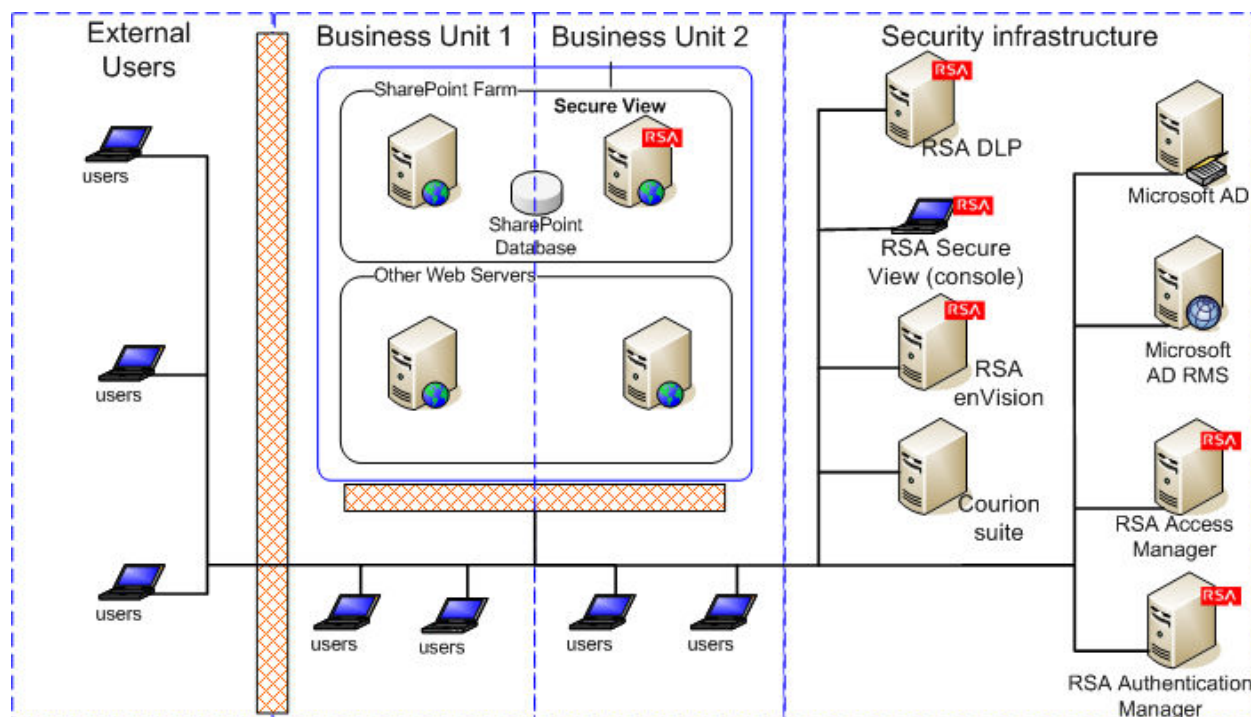 External
Users
Business Unit 1
Business Unit 2
Security infrastructure
SharePoint Farm
Secure View
RSA
SharePoint
Database
Other Web Servers
users
users
users
users
users
users
users
RSA
RSA DLP
RSA
RSA Secure
View (console)
RSA
RSA
enVision
Courion
suite
Microsoft AD
Microsoft
AD RMS
RSA
RSA Access
Manager
RSA
RSA Authentication
Manager